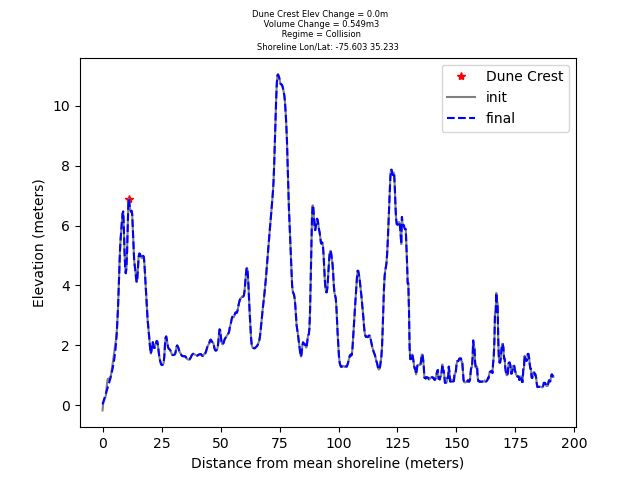 Dune Crest Elev Change = 0.0m
Volume Change = 0.549m3
Regime = Collision
Shoreline Lon/Lat: -75.603 35.233
Dune Crest
init
final
Elevation (meters)
10
8
6
4
2
0
0 25 50 75 100 125 150 175 200
Distance from mean shoreline (meters)